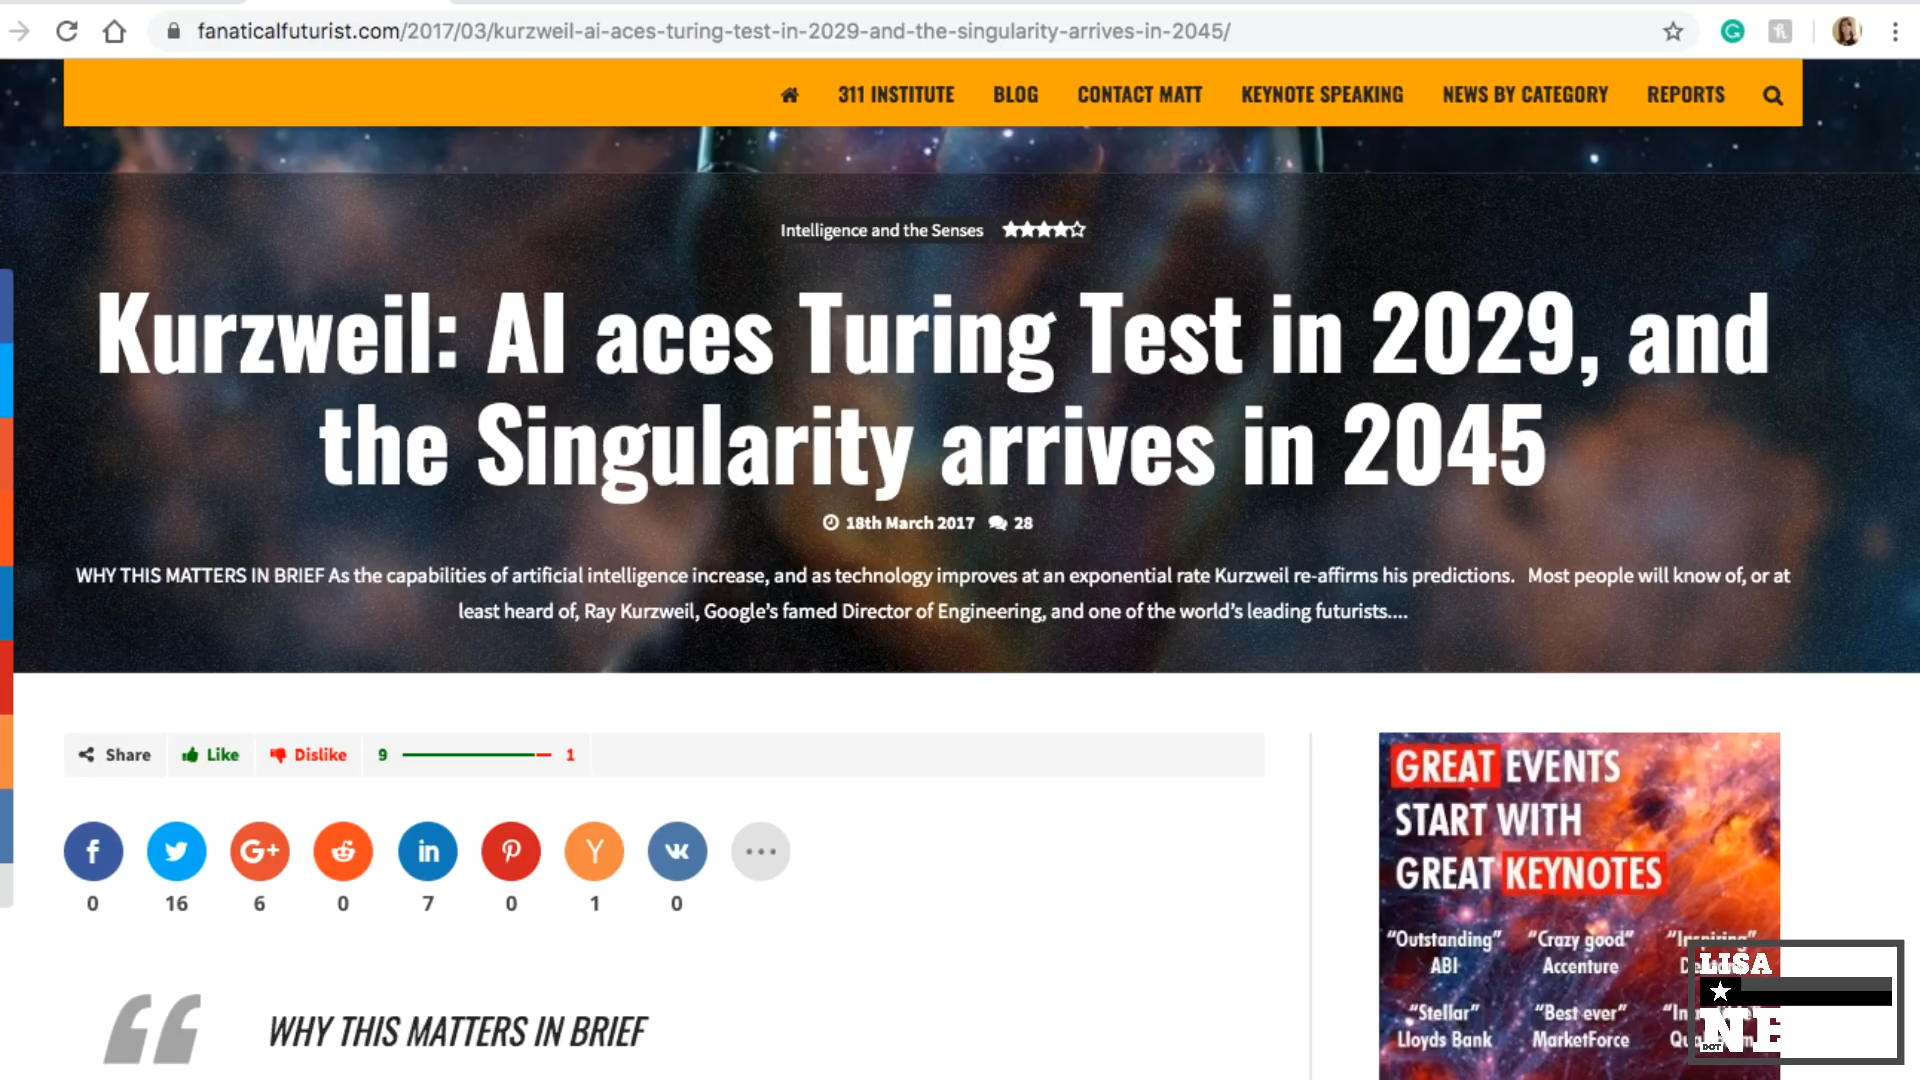 fanaticalfuturist.com/2017/03/kurzweil-ai-aces-turing-test-in-2029-and-the-singularity-arrives-in-2045/
311 INSTITUTE BLOG CONTACT MATT KEYNOTE SPEAKING NEWS BY CATEGORY REPORTS
Intelligence and the Senses
Kurzweil: AI aces Turing Test in 2029, and
the Singularity arrives in 2045
18th March 2017 28
WHY THIS MATTERS IN BRIEF As the capabilities of artificial intelligence increase, and as technology improves at an exponential rate Kurzweil re-affirms his predictions. Most people will know of, or at
least heard of, Ray Kurzweil, Google's famed Director of Engineering, and one of the world's leading futurists....
Share Like Dislike 9 1
f G+ in Y
0 16 6 0 7 0 1 0
“ WHY THIS MATTERS IN BRIEF
GREAT EVENTS
START WITH
GREAT KEYNOTES
“Outstanding” “Crazy good” “Inspiring”
ABI Accenture
“Stellar” “Best ever”
Lloyds Bank MarketForce
LISA
DOT NE